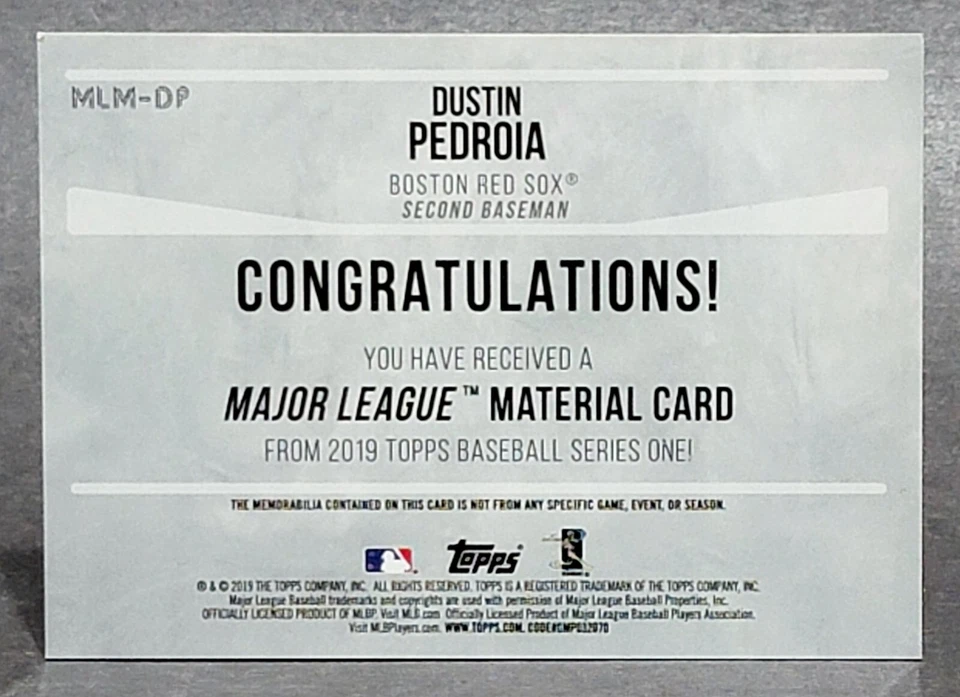 MLM-DP
DUSTIN
PEDROIA
BOSTON RED SOX®
SECOND BASEMAN
CONGRATULATIONS!
YOU HAVE RECEIVED A
MAJOR LEAGUE™ MATERIAL CARD
FROM 2019 TOPPS BASEBALL SERIES ONE!
THE MEMORABILIA CONTAINED ON THIS CARD IS NOT FROM ANY SPECIFIC GAME, EVENT, OR SEASON.
Topps
® & © 2019 THE TOPPS COMPANY, INC. ALL RIGHTS RESERVED. TOPPS IS A REGISTERED TRADEMARK OF THE TOPPS COMPANY, INC.
Major League Baseball trademarks and copyrights are used with permission of Major League Baseball Properties, Inc.
OFFICIALLY LICENSED PRODUCT OF MLBP. Visit MLB.com. Officially Licensed Product of Major League Baseball Players Association.
Visit MLBPlayers.com. WWW.TOPPS.COM. CODE#CMP032070